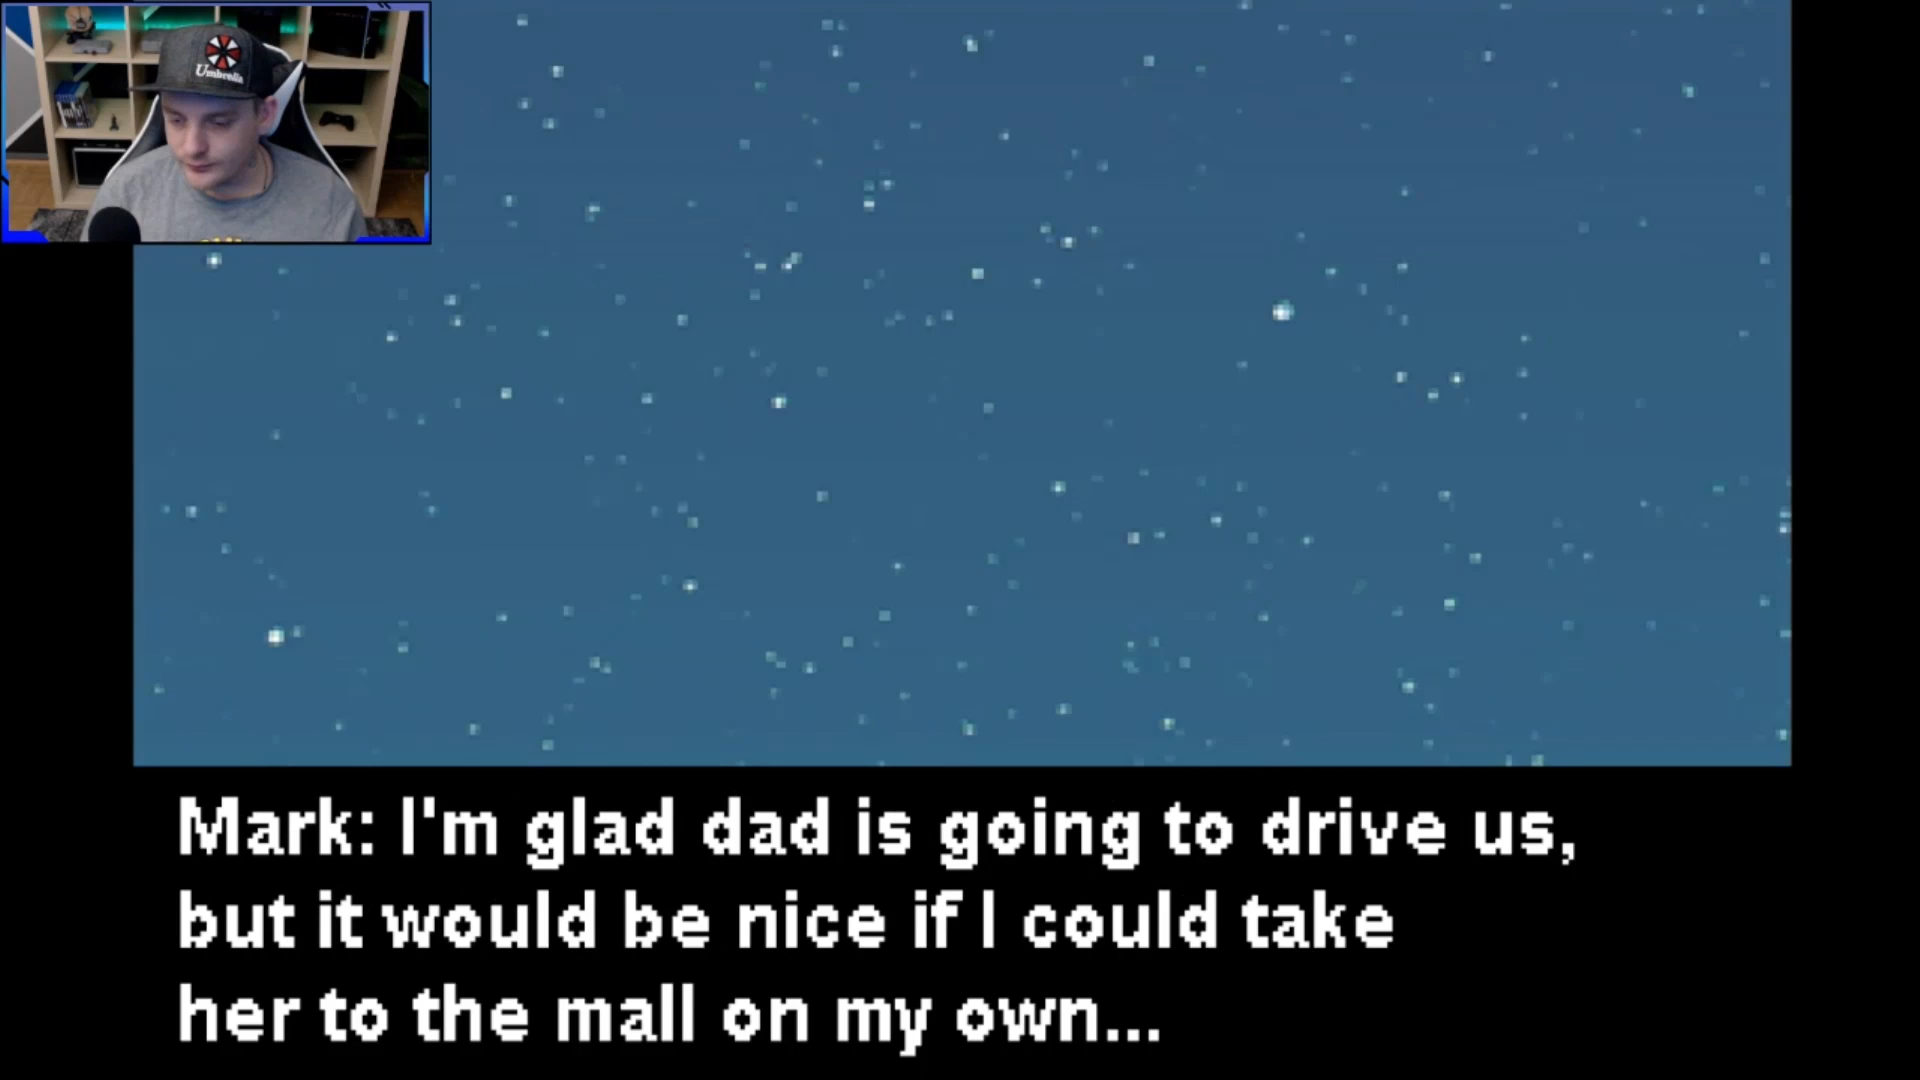 Umbrella
Mark: I'm glad dad is going to drive us,
but it would be nice if I could take
her to the mall on my own...